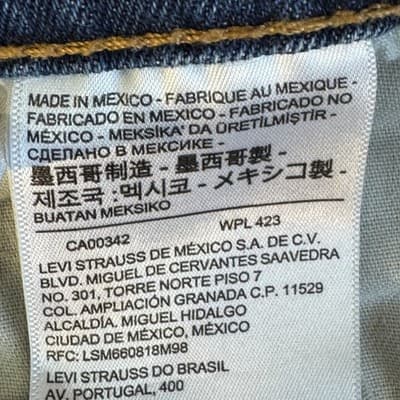 MADE IN MEXICO - FABRIQUE AU MEXIQUE -
FABRICADO EN MEXICO - FABRICADO NO
MÉXICO - MEKSİKA' DA ÜRETİLMİŞTİR -
СДЕЛАНО В МЕКСИКЕ -
墨西哥制造 - 墨西哥製 -
제조국 :멕시코 - メキシコ製 -
BUATAN MEKSIKO
CA00342 WPL 423
LEVI STRAUSS DE MÉXICO S.A. DE C.V.
BLVD. MIGUEL DE CERVANTES SAAVEDRA
NO. 301, TORRE NORTE PISO 7
COL. AMPLIACIÓN GRANADA C.P. 11529
ALCALDÍA. MIGUEL HIDALGO
CIUDAD DE MÉXICO, MÉXICO
RFC: LSM660818M98
LEVI STRAUSS DO BRASIL
AV. PORTUGAL, 400